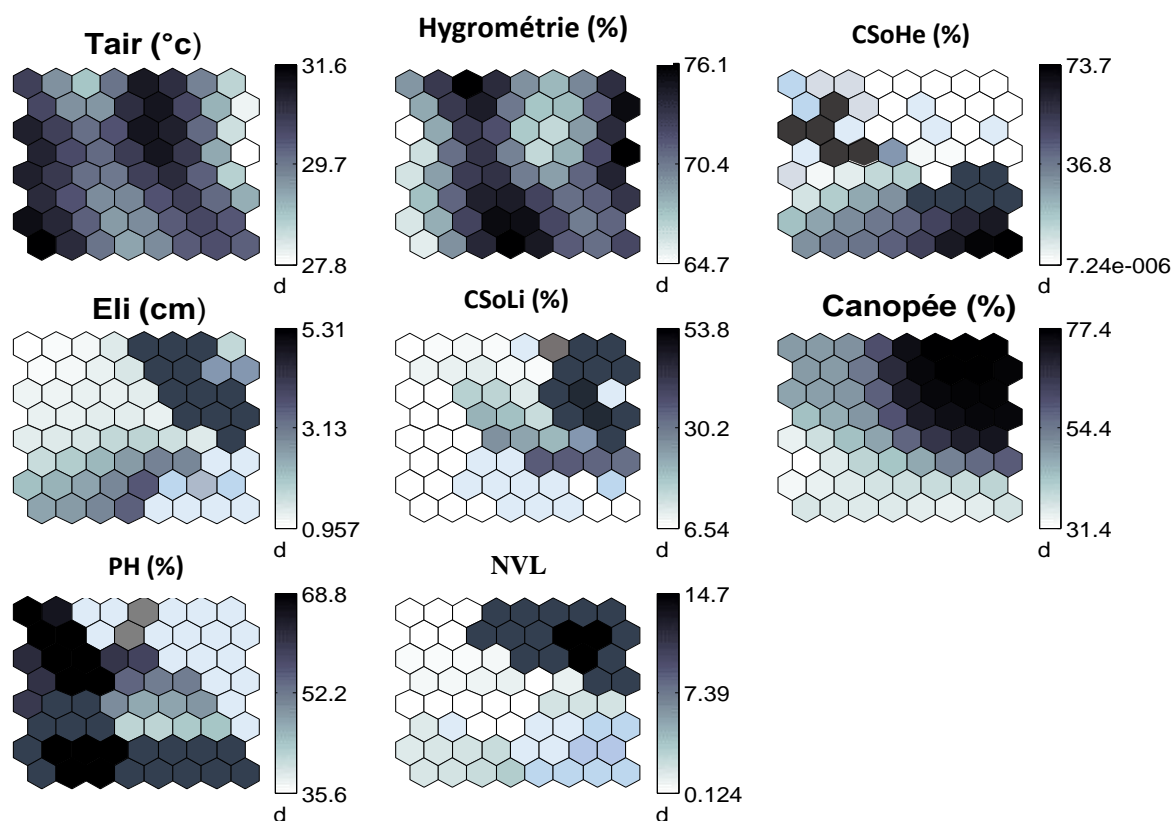 Tair (°c)
31.6
29.7
27.8
d
Hygrométrie (%)
76.1
70.4
64.7
d
CSoHe (%)
73.7
36.8
7.24e-006
d
Eli (cm)
5.31
3.13
0.957
d
CSoLi (%)
53.8
30.2
6.54
d
Canopée (%)
77.4
54.4
31.4
d
PH (%)
68.8
52.2
35.6
d
NVL
14.7
7.39
0.124
d